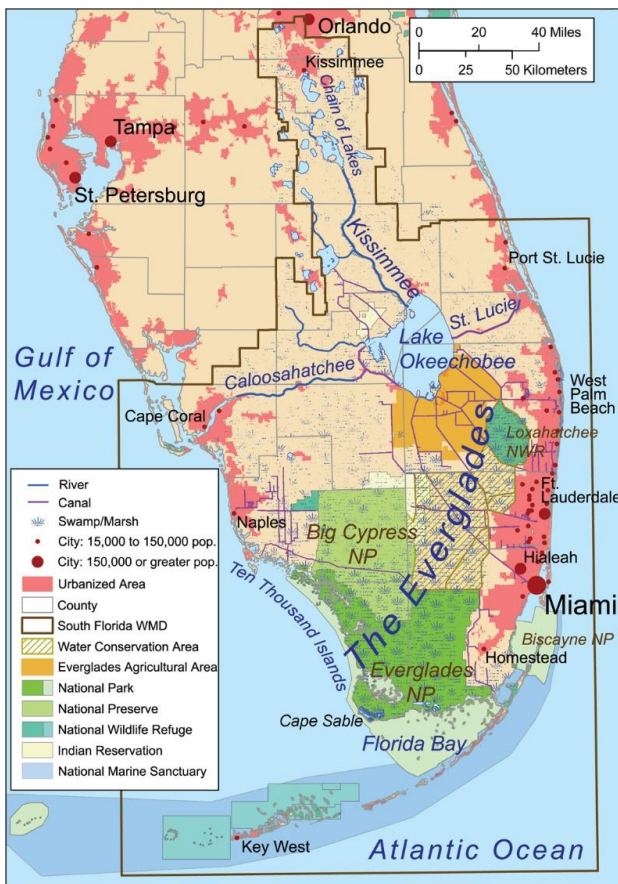 Orlando
0 20 40 Miles
0 25 50 Kilometers
Kissimmee
Chain of Lakes
Tampa
St. Petersburg
Kissimmee
Port St. Lucie
St. Lucie
Lake
Okeechobee
Gulf of
Mexico
Caloosahatchee
Cape Coral
West
Palm
Beach
Loxahatchee
NWR
The Everglades
Ft.
Lauderdale
Naples
Big Cypress
NP
Hialeah
Miami
Ten Thousand Islands
Biscayne NP
Homestead
Everglades
NP
Cape Sable
Florida Bay
Key West
Atlantic Ocean
River
Canal
Swamp/Marsh
City: 15,000 to 150,000 pop.
City: 150,000 or greater pop.
Urbanized Area
County
South Florida WMD
Water Conservation Area
Everglades Agricultural Area
National Park
National Preserve
National Wildlife Refuge
Indian Reservation
National Marine Sanctuary